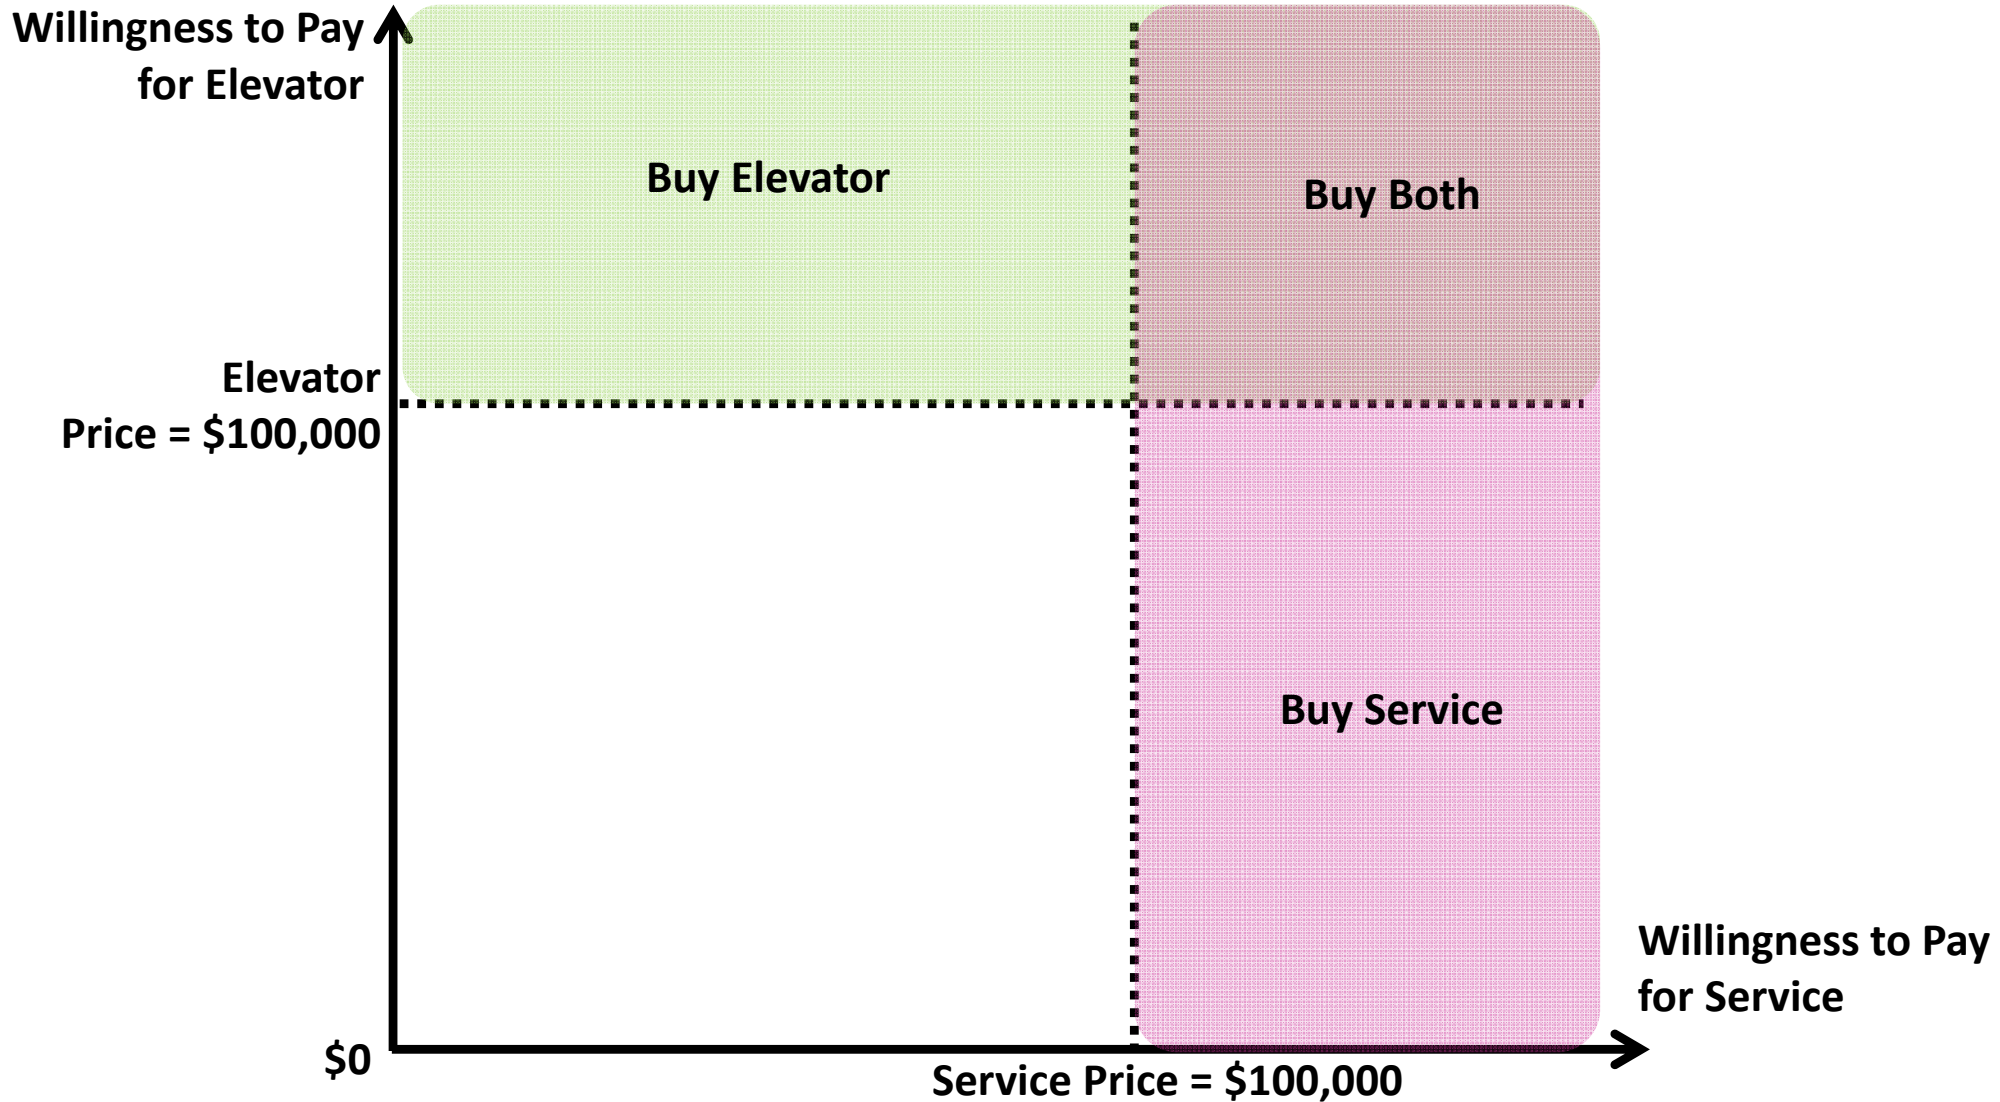 Willingness to Pay
for Elevator
Buy Elevator
Buy Both
Elevator
Price = $100,000
Buy Service
Willingness to Pay
for Service
$0
Service Price = $100,000